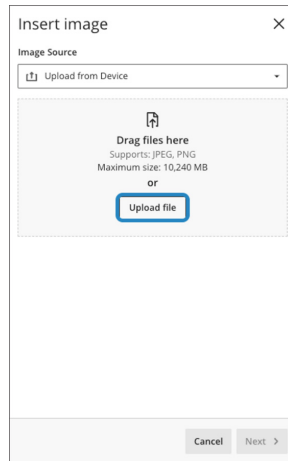 Insert image
Image Source
Upload from Device
Drag files here
Supports: JPEG, PNG
Maximum size: 10,240 MB
or
Upload file
Cancel
Next